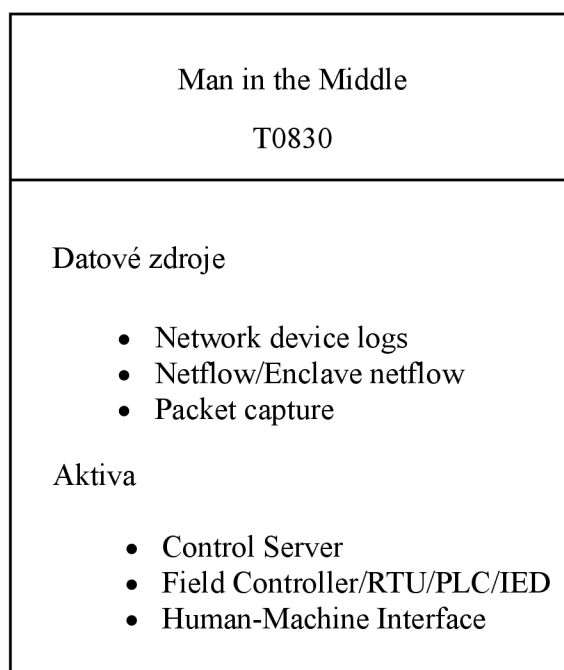 Man in the Middle
T0830
Datové zdroje
• Network device logs
• Netflow/Enclave netflow
• Packet capture
Aktiva
• Control Server
• Field Controller/RTU/PLC/IED
• Human-Machine Interface